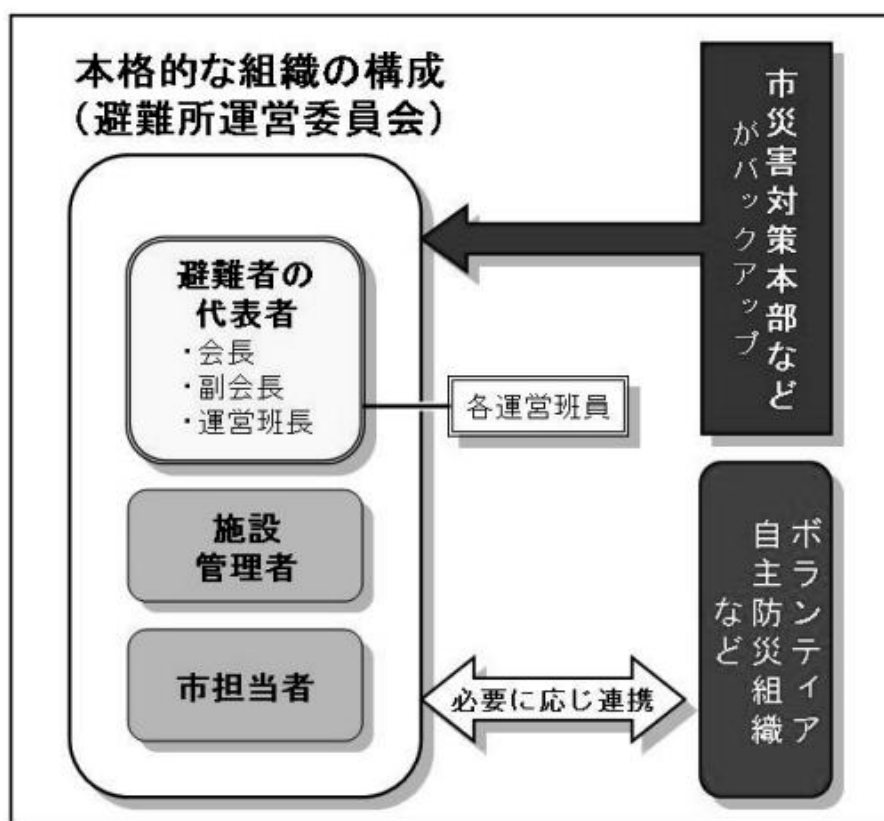 本格的な組織の構成
（避難所運営委員会）
避難者の
代表者
・会長
・副会長
・運営班長
各運営班員
施設
管理者
市担当者
市災害対策本部など
がバックアップ
必要に応じ連携
ボランティア
自主防災組織
など